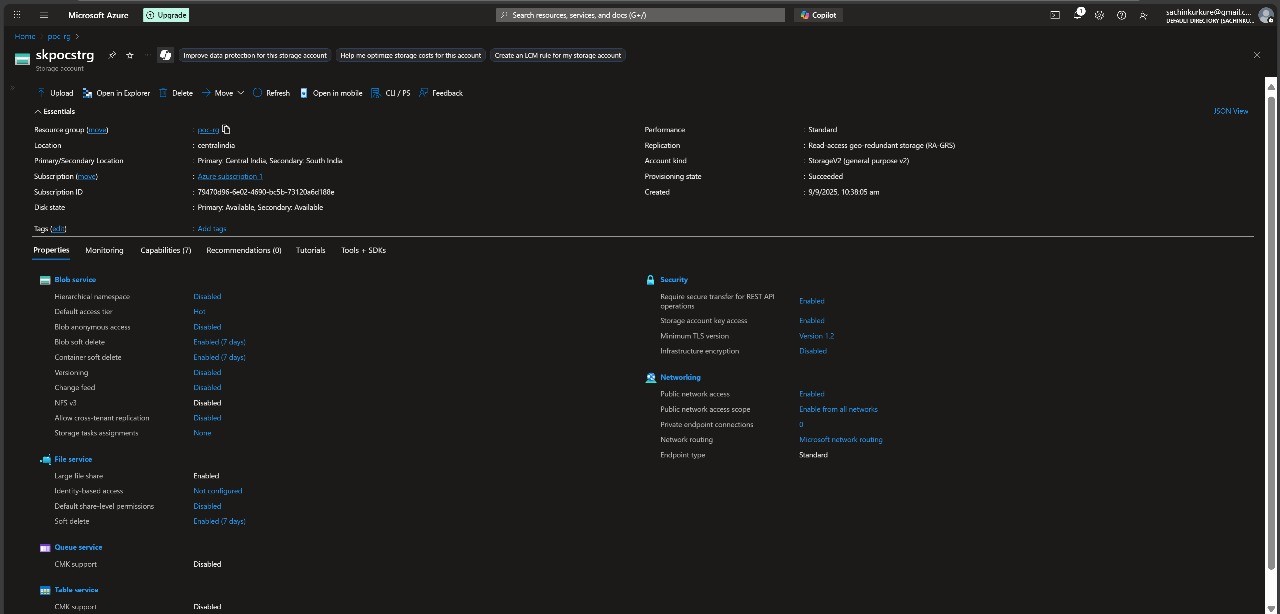 Microsoft Azure
Upgrade
Search resources, services, and docs (G+/)
Copilot
1
sachinkurkure@gmail.c...
DEFAULT DIRECTORY (SACHINKU...
Home > poc-rg >
skpocstrg
Storage account
Improve data protection for this storage account
Help me optimize storage costs for this account
Create an LCM rule for my storage account
Upload Open in Explorer Delete Move Refresh Open in mobile CLI / PS Feedback
Essentials
JSON View
Resource group (move) : poc-rg
Location : centralindia
Primary/Secondary Location : Primary: Central India, Secondary: South India
Subscription (move) : Azure subscription 1
Subscription ID : 79470d96-6e02-4690-bc5b-73120a6d188e
Disk state : Primary: Available, Secondary: Available
Tags (edit) : Add tags
Performance : Standard
Replication : Read-access geo-redundant storage (RA-GRS)
Account kind : StorageV2 (general purpose v2)
Provisioning state : Succeeded
Created : 9/9/2025, 10:38:05 am
Properties Monitoring Capabilities (7) Recommendations (0) Tutorials Tools + SDKs
Blob service
Hierarchical namespace Disabled
Default access tier Hot
Blob anonymous access Disabled
Blob soft delete Enabled (7 days)
Container soft delete Enabled (7 days)
Versioning Disabled
Change feed Disabled
NFS v3 Disabled
Allow cross-tenant replication Disabled
Storage tasks assignments None
File service
Large file share Enabled
Identity-based access Not configured
Default share-level permissions Disabled
Soft delete Enabled (7 days)
Queue service
CMK support Disabled
Table service
CMK support Disabled
Security
Require secure transfer for REST API
operations Enabled
Storage account key access Enabled
Minimum TLS version Version 1.2
Infrastructure encryption Disabled
Networking
Public network access Enabled
Public network access scope Enable from all networks
Private endpoint connections 0
Network routing Microsoft network routing
Endpoint type Standard